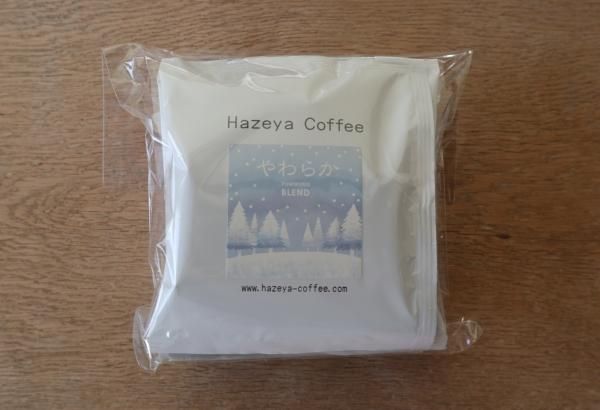 Hazeya Coffee
やわらか
BLEND
www.hazeya-coffee.com